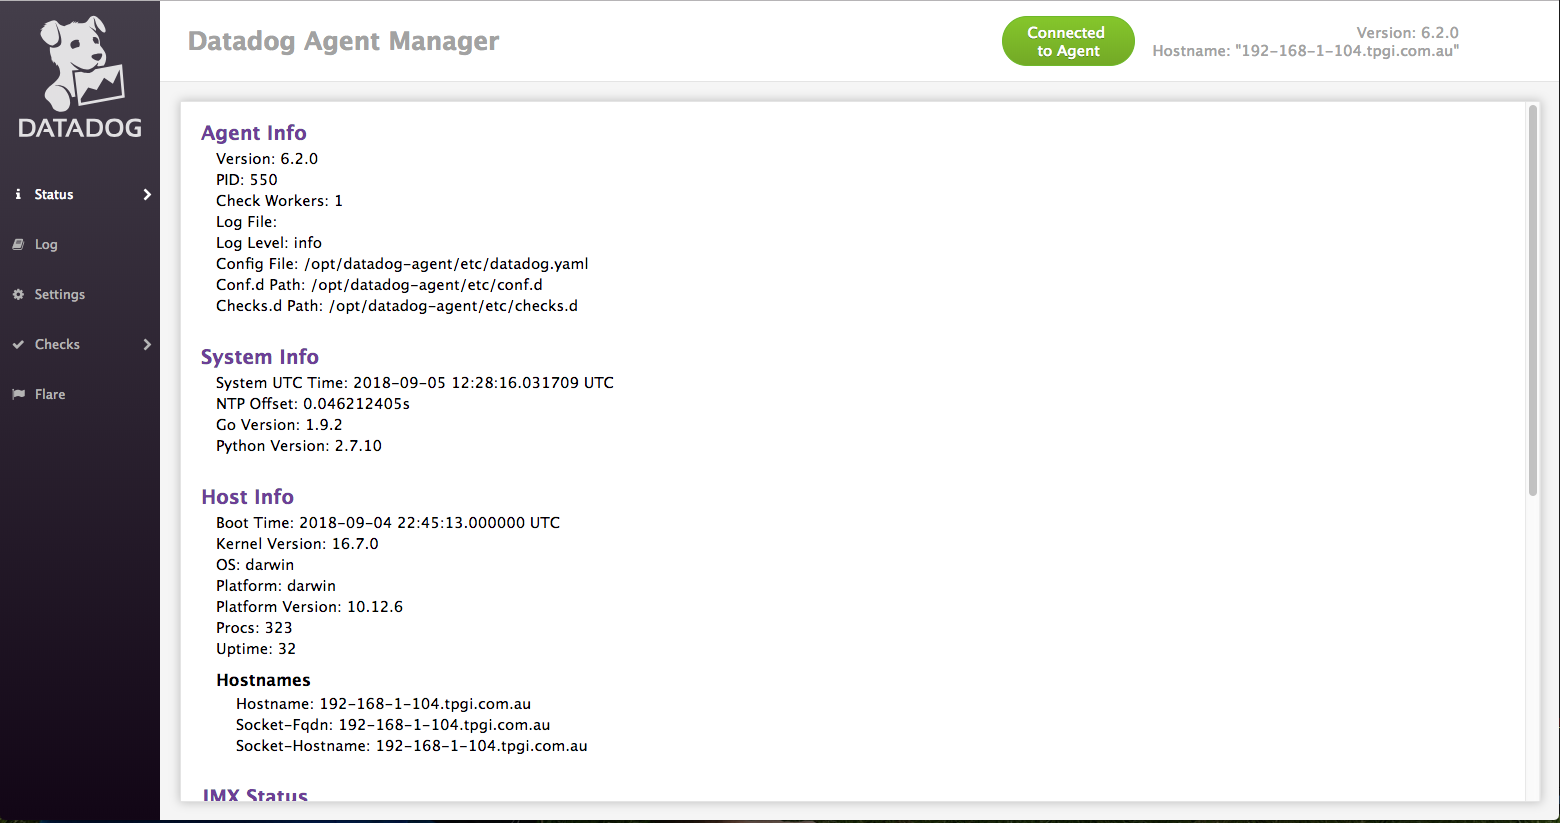 DATADOG
Status
Log
Settings
Checks
Flare
Datadog Agent Manager
Connected
to Agent
Version: 6.2.0
Hostname: "192-168-1-104.tpgi.com.au"
Agent Info
Version: 6.2.0
PID: 550
Check Workers: 1
Log File:
Log Level: info
Config File: /opt/datadog-agent/etc/datadog.yaml
Conf.d Path: /opt/datadog-agent/etc/conf.d
Checks.d Path: /opt/datadog-agent/etc/checks.d
System Info
System UTC Time: 2018-09-05 12:28:16.031709 UTC
NTP Offset: 0.046212405s
Go Version: 1.9.2
Python Version: 2.7.10
Host Info
Boot Time: 2018-09-04 22:45:13.000000 UTC
Kernel Version: 16.7.0
OS: darwin
Platform: darwin
Platform Version: 10.12.6
Procs: 323
Uptime: 32
Hostnames
Hostname: 192-168-1-104.tpgi.com.au
Socket-Fqdn: 192-168-1-104.tpgi.com.au
Socket-Hostname: 192-168-1-104.tpgi.com.au
JMX Status